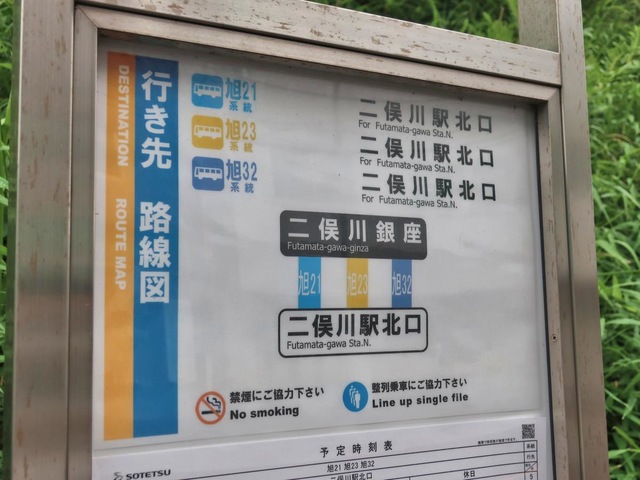 行き先 路線図
DESTINATION ROUTE MAP
旭21
系統
二俣川駅北口
For Futamata-gawa Sta.N.
旭23
系統
二俣川駅北口
For Futamata-gawa Sta.N.
旭32
系統
二俣川駅北口
For Futamata-gawa Sta.N.
二俣川銀座
Futamata-gawa-ginza
旭21 旭23 旭32
二俣川駅北口
Futamata-gawa Sta.N.
禁煙にご協力下さい
No smoking
整列乗車にご協力下さい
Line up single file
予定時刻表
SOTETSU
旭21 旭23 旭32
二俣川駅北口
休日
系統
行先
5